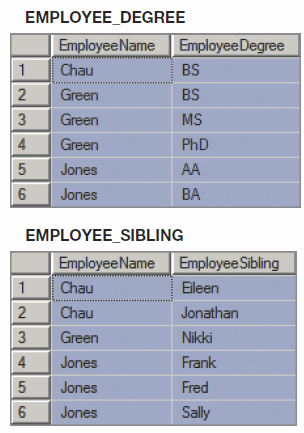 EMPLOYEE_DEGREE
EmployeeName EmployeeDegree
1 Chau BS
2 Green BS
3 Green MS
4 Green PhD
5 Jones AA
6 Jones BA
EMPLOYEE_SIBLING
EmployeeName EmployeeSibling
1 Chau Eileen
2 Chau Jonathan
3 Green Nikki
4 Jones Frank
5 Jones Fred
6 Jones Sally